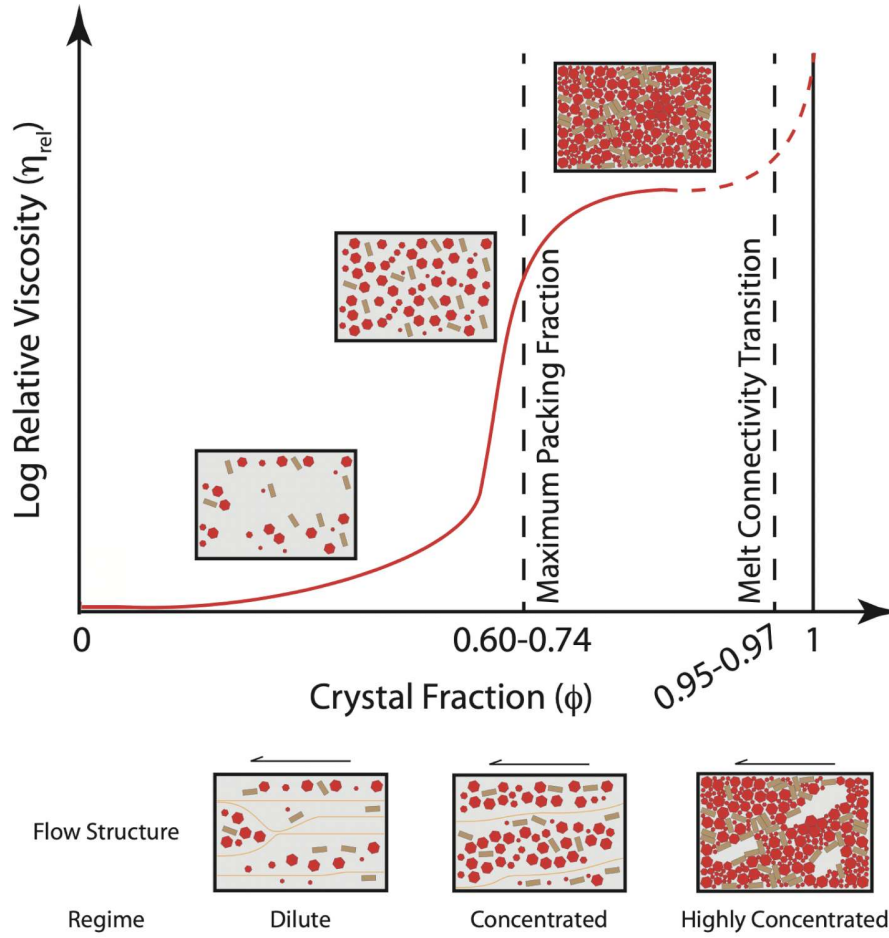 Log Relative Viscosity (ηrel)
Maximum Packing Fraction
Melt Connectivity Transition
0
0.60-0.74
0.95-0.97
1
Crystal Fraction (ϕ)
Flow Structure
Regime
Dilute
Concentrated
Highly Concentrated